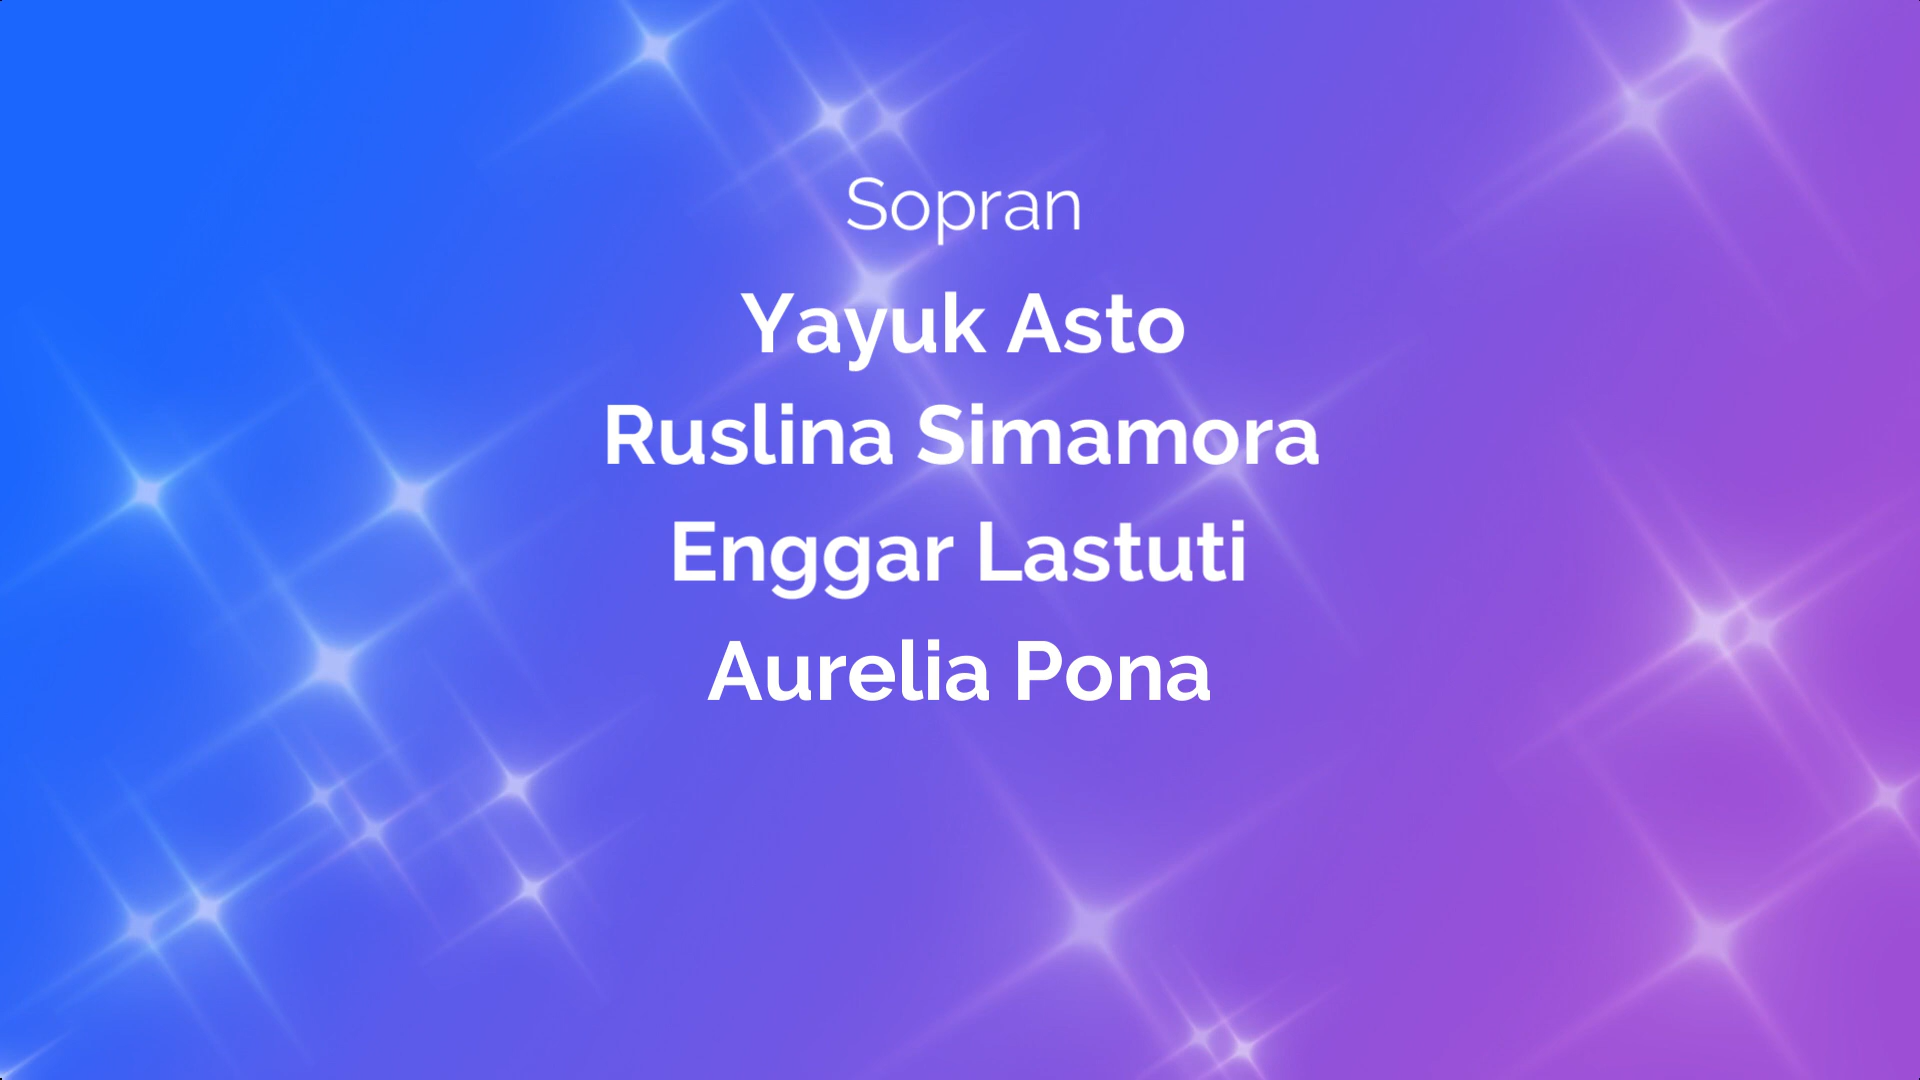 Sopran
Yayuk Asto
Ruslina Simamora
Enggar Lastuti
Aurelia Pona